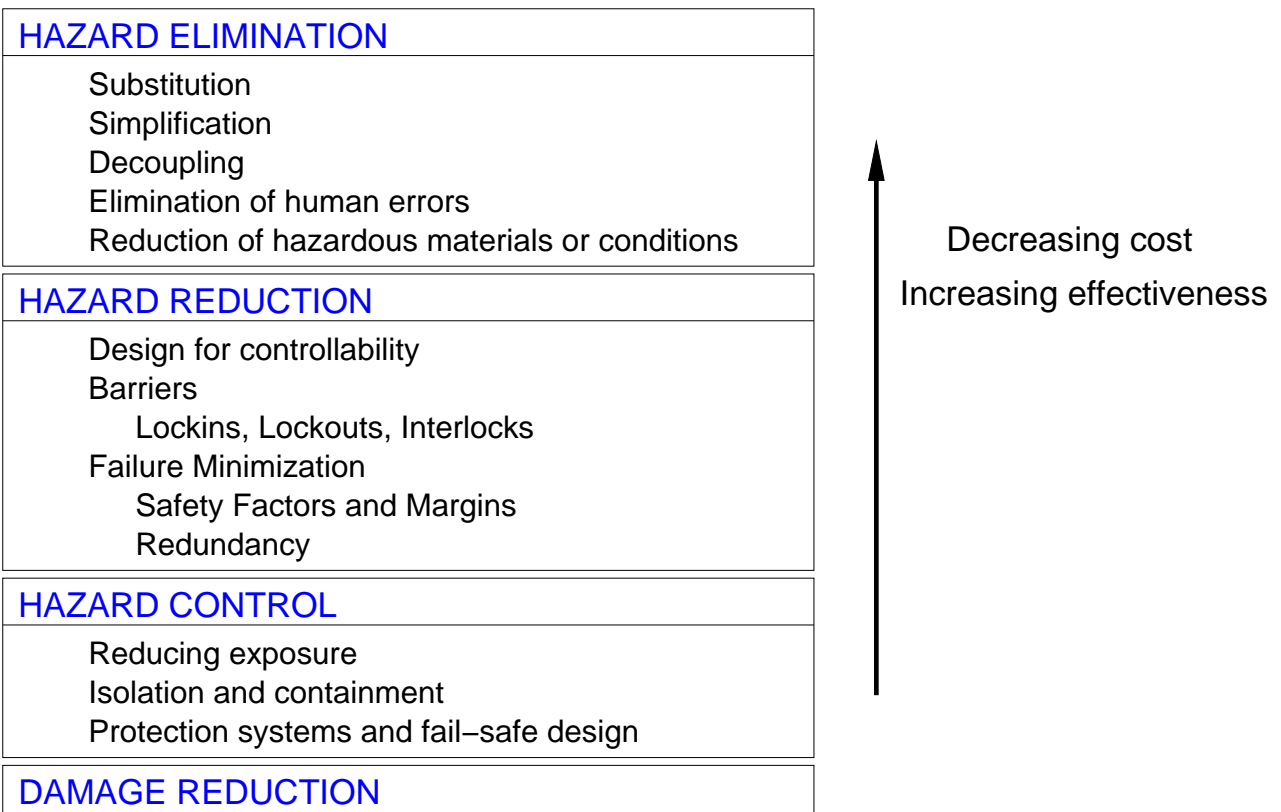 HAZARD ELIMINATION
Substitution
Simplification
Decoupling
Elimination of human errors
Reduction of hazardous materials or conditions
HAZARD REDUCTION
Design for controllability
Barriers
Lockins, Lockouts, Interlocks
Failure Minimization
Safety Factors and Margins
Redundancy
HAZARD CONTROL
Reducing exposure
Isolation and containment
Protection systems and fail−safe design
DAMAGE REDUCTION
Decreasing cost
Increasing effectiveness